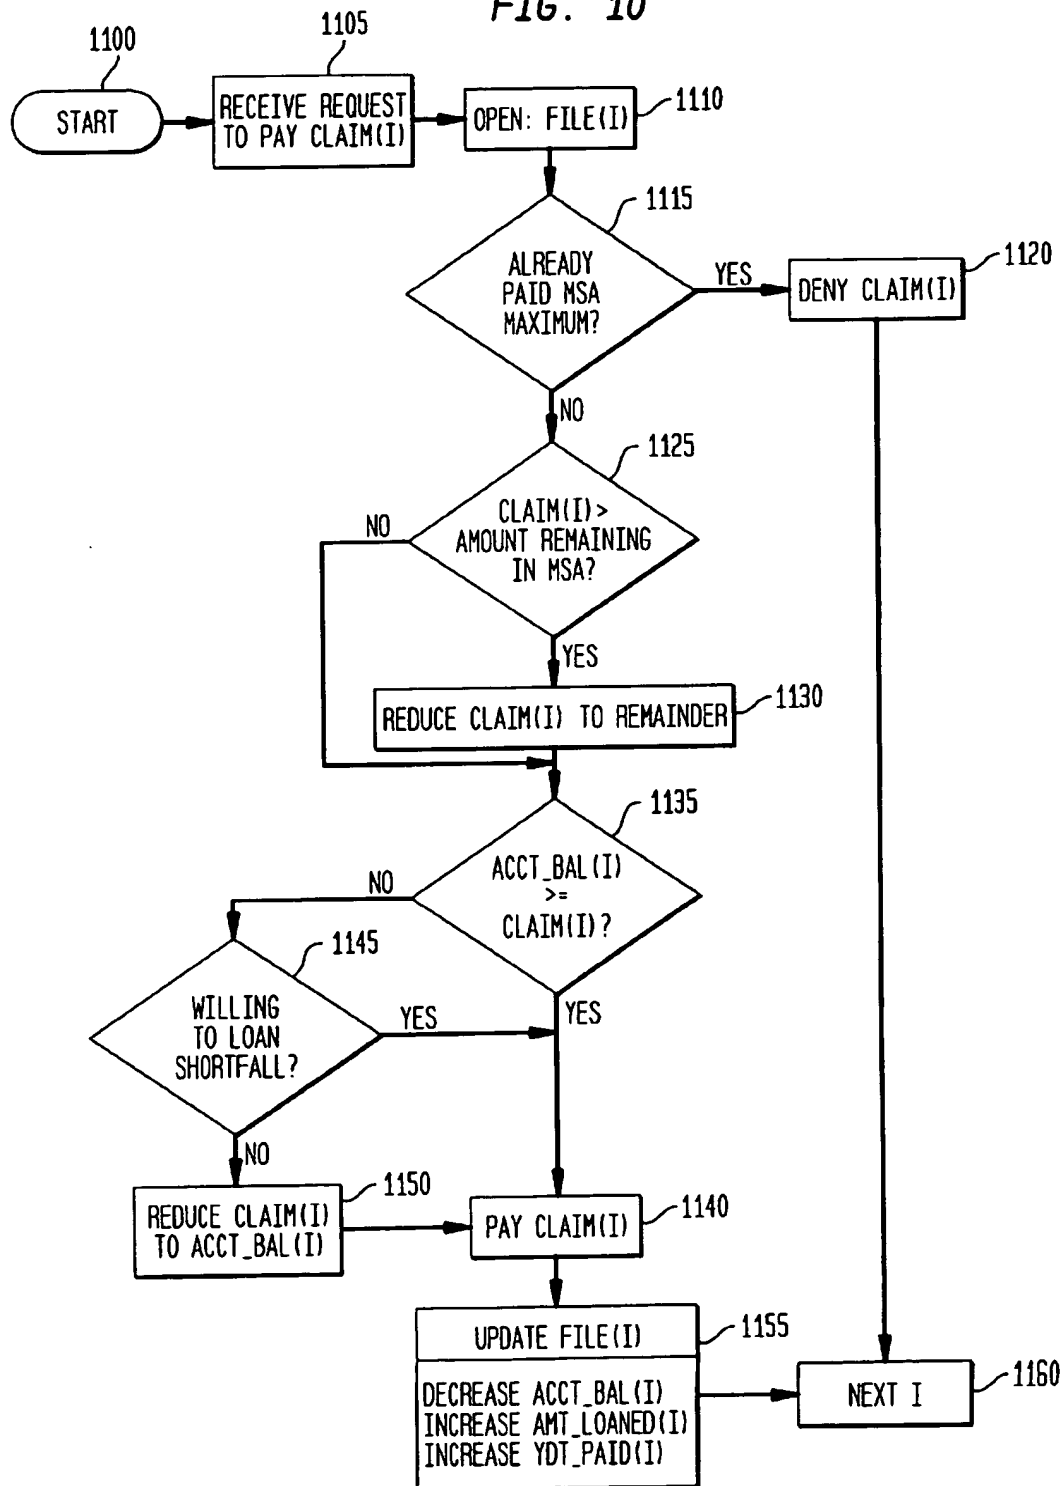 FIG. 10
1100
START
1105
RECEIVE REQUEST
TO PAY CLAIM(I)
1110
OPEN: FILE(I)
1115
ALREADY
PAID MSA
MAXIMUM?
YES
1120
DENY CLAIM(I)
NO
1125
CLAIM(I)>
AMOUNT REMAINING
IN MSA?
NO
YES
1130
REDUCE CLAIM(I) TO REMAINDER
1135
ACCT_BAL(I)
>=
CLAIM(I)?
NO
YES
1145
WILLING
TO LOAN
SHORTFALL?
YES
NO
1150
REDUCE CLAIM(I)
TO ACCT_BAL(I)
1140
PAY CLAIM(I)
1155
UPDATE FILE(I)
DECREASE ACCT_BAL(I)
INCREASE AMT_LOANED(I)
INCREASE YDT_PAID(I)
1160
NEXT I